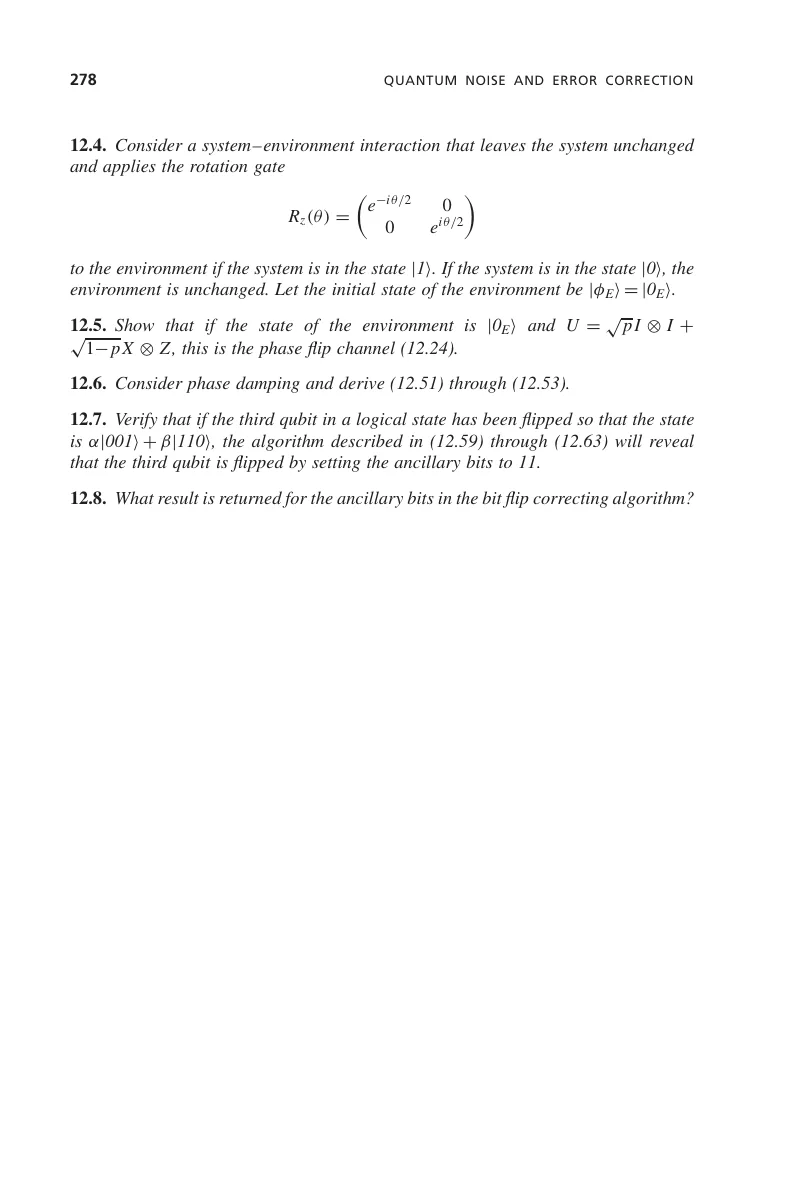 278 QUANTUM NOISE AND ERROR CORRECTION
12.4. Consider a system–environment interaction that leaves the system unchanged
and applies the rotation gate
R_z(θ) = (e^{−iθ/2} 0
0 e^{iθ/2})
to the environment if the system is in the state |1⟩. If the system is in the state |0⟩, the
environment is unchanged. Let the initial state of the environment be |ϕ_E⟩ = |0_E⟩.
12.5. Show that if the state of the environment is |0_E⟩ and U = √p I ⊗ I +
√1−p X ⊗ Z, this is the phase flip channel (12.24).
12.6. Consider phase damping and derive (12.51) through (12.53).
12.7. Verify that if the third qubit in a logical state has been flipped so that the state
is α|001⟩ + β|110⟩, the algorithm described in (12.59) through (12.63) will reveal
that the third qubit is flipped by setting the ancillary bits to 11.
12.8. What result is returned for the ancillary bits in the bit flip correcting algorithm?